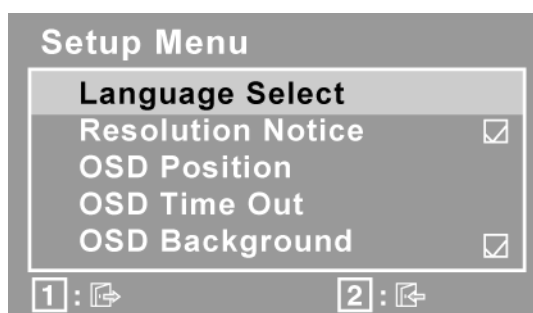 Setup Menu
Language Select
Resolution Notice
OSD Position
OSD Time Out
OSD Background
1 : 2 :